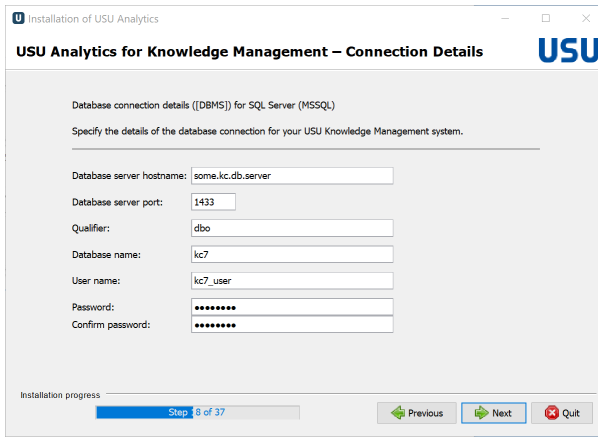 Installation of USU Analytics
USU Analytics for Knowledge Management – Connection Details
USU
Database connection details ([DBMS]) for SQL Server (MSSQL)
Specify the details of the database connection for your USU Knowledge Management system.
Database server hostname: some.kc.db.server
Database server port: 1433
Qualifier: dbo
Database name: kc7
User name: kc7_user
Password: ●●●●●●●●
Confirm password: ●●●●●●●●
Installation progress
Step 18 of 37
Previous Next Quit